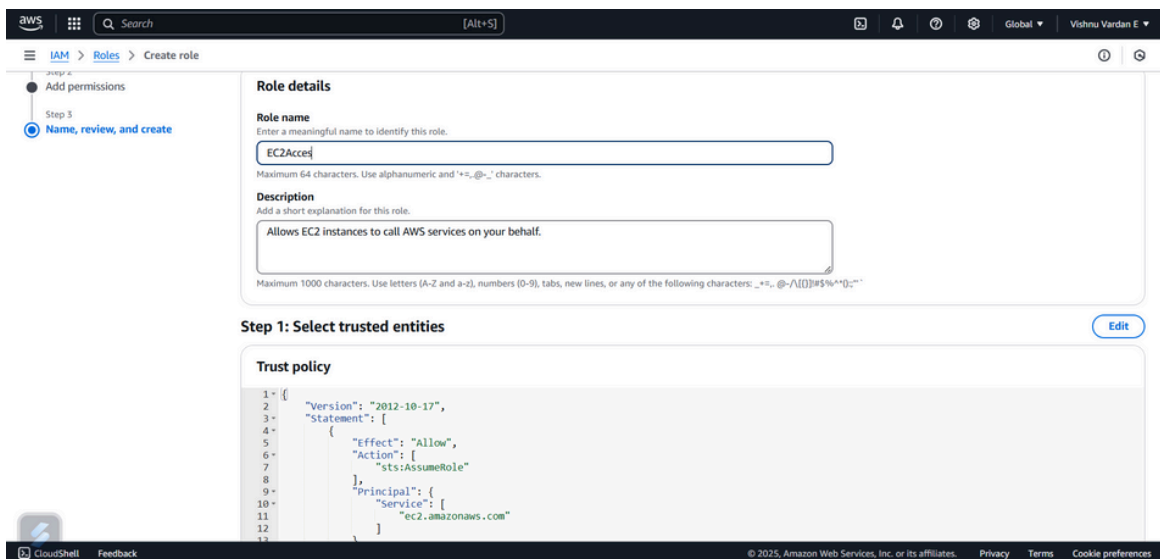 aws
Search [Alt+S]
Global ▼ Vishnu Vardan E ▼
IAM > Roles > Create role
Step 2
Add permissions
Step 3
Name, review, and create
Role details
Role name
Enter a meaningful name to identify this role.
EC2Acces
Maximum 64 characters. Use alphanumeric and '+=,.@-_' characters.
Description
Add a short explanation for this role.
Allows EC2 instances to call AWS services on your behalf.
Maximum 1000 characters. Use letters (A-Z and a-z), numbers (0-9), tabs, new lines, or any of the following characters:
Step 1: Select trusted entities
Edit
Trust policy
1 {
2 "Version": "2012-10-17",
3 "Statement": [
4 {
5 "Effect": "Allow",
6 "Action": [
7 "sts:AssumeRole"
8 ],
9 "Principal": {
10 "Service": [
11 "ec2.amazonaws.com"
12 ]
13 }
CloudShell Feedback © 2025, Amazon Web Services, Inc. or its affiliates. Privacy Terms Cookie preferences